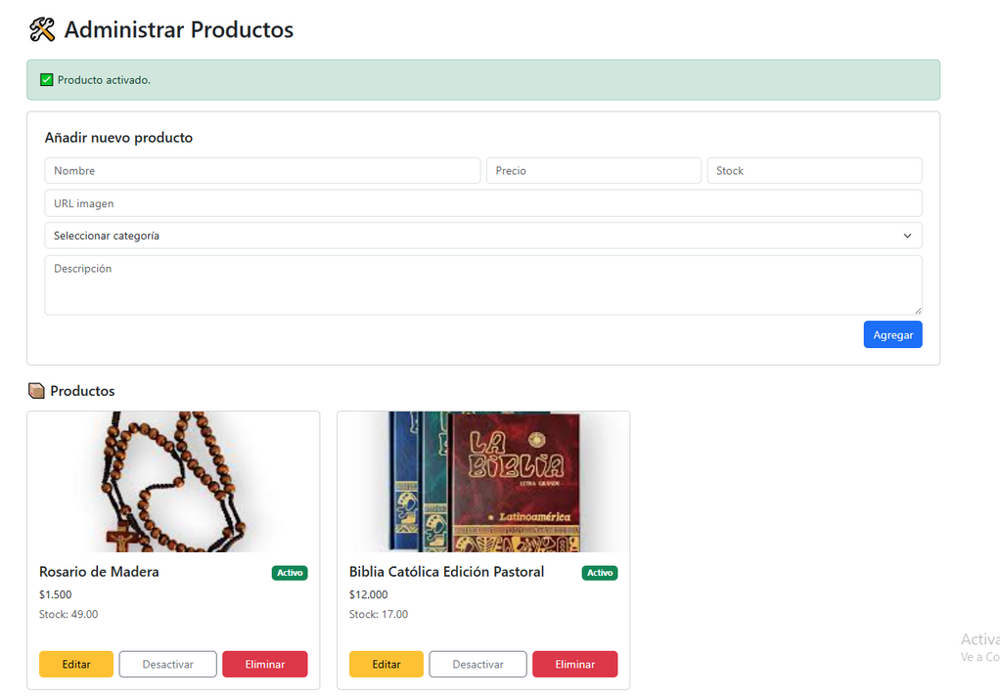 Administrar Productos
Producto activado.
Añadir nuevo producto
Nombre Precio Stock
URL imagen
Seleccionar categoría
Descripción
Agregar
Productos
LA BIBLIA
LETRA GRANDE
Latinoamérica
Rosario de Madera Activo
$1.500
Stock: 49.00
Editar Desactivar Eliminar
Biblia Católica Edición Pastoral Activo
$12.000
Stock: 17.00
Editar Desactivar Eliminar
Activa
Ve a Co